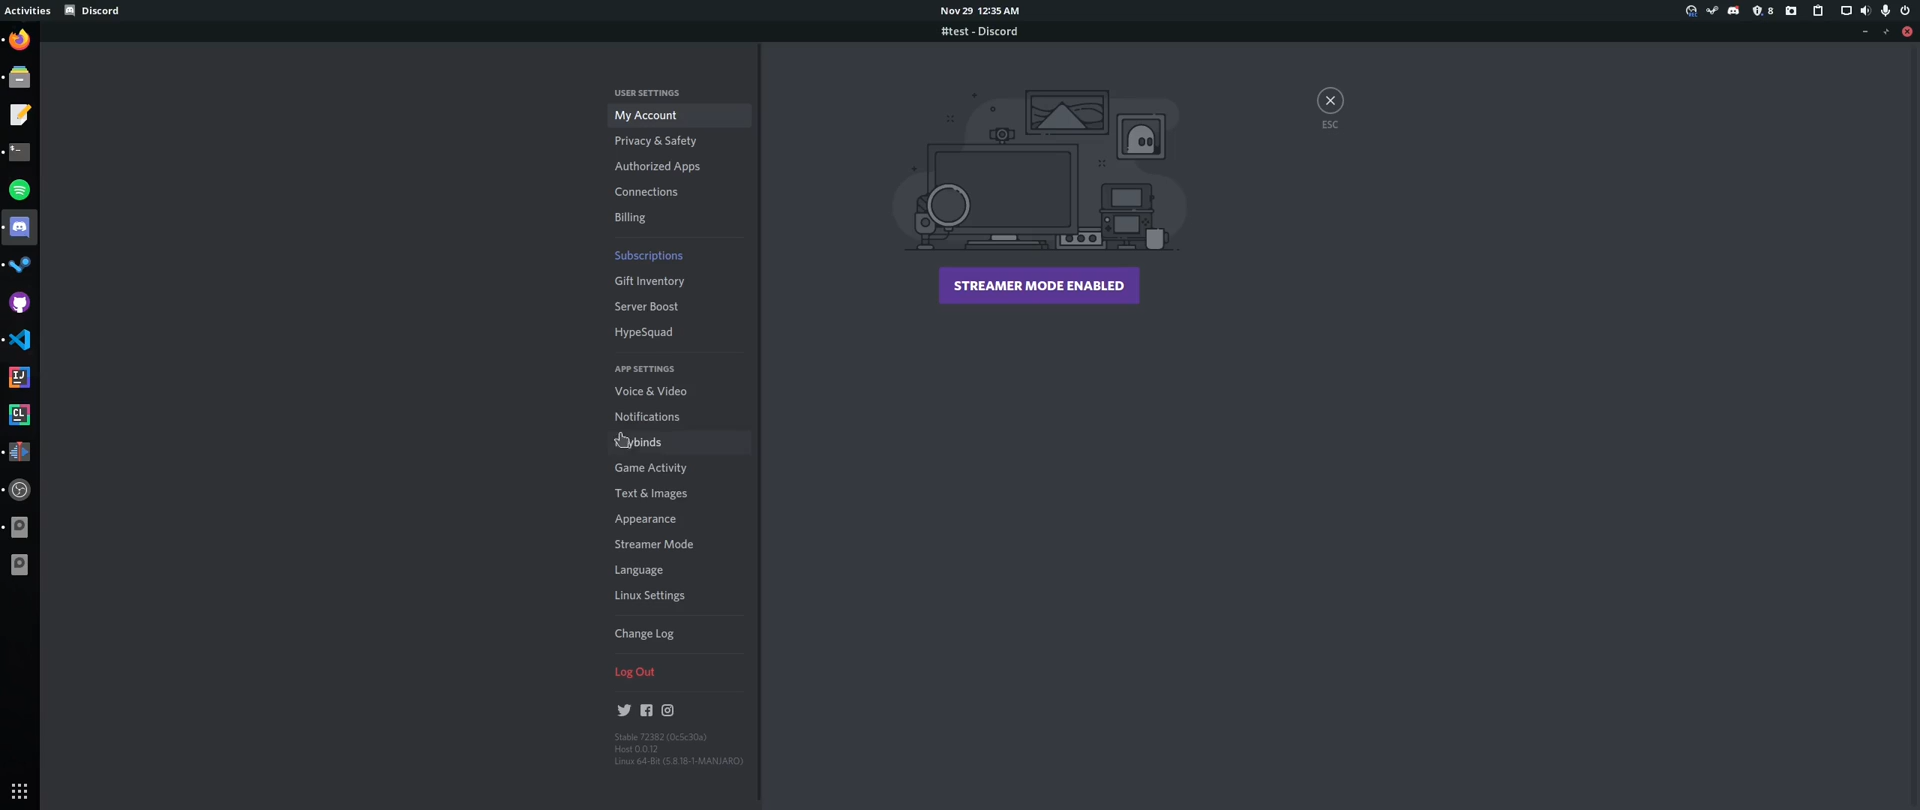 Activities Discord Nov 29 12:35 AM 8
#test - Discord
USER SETTINGS
My Account
Privacy & Safety
Authorized Apps
Connections
Billing
Subscriptions
Gift Inventory
Server Boost
HypeSquad
APP SETTINGS
Voice & Video
Notifications
ybinds
Game Activity
Text & Images
Appearance
Streamer Mode
Language
Linux Settings
Change Log
Log Out
Stable 72382 (0c5c30a)
Host 0.0.12
Linux 64-Bit (5.8.18-1-MANJARO)
ESC
STREAMER MODE ENABLED
IJ
CL